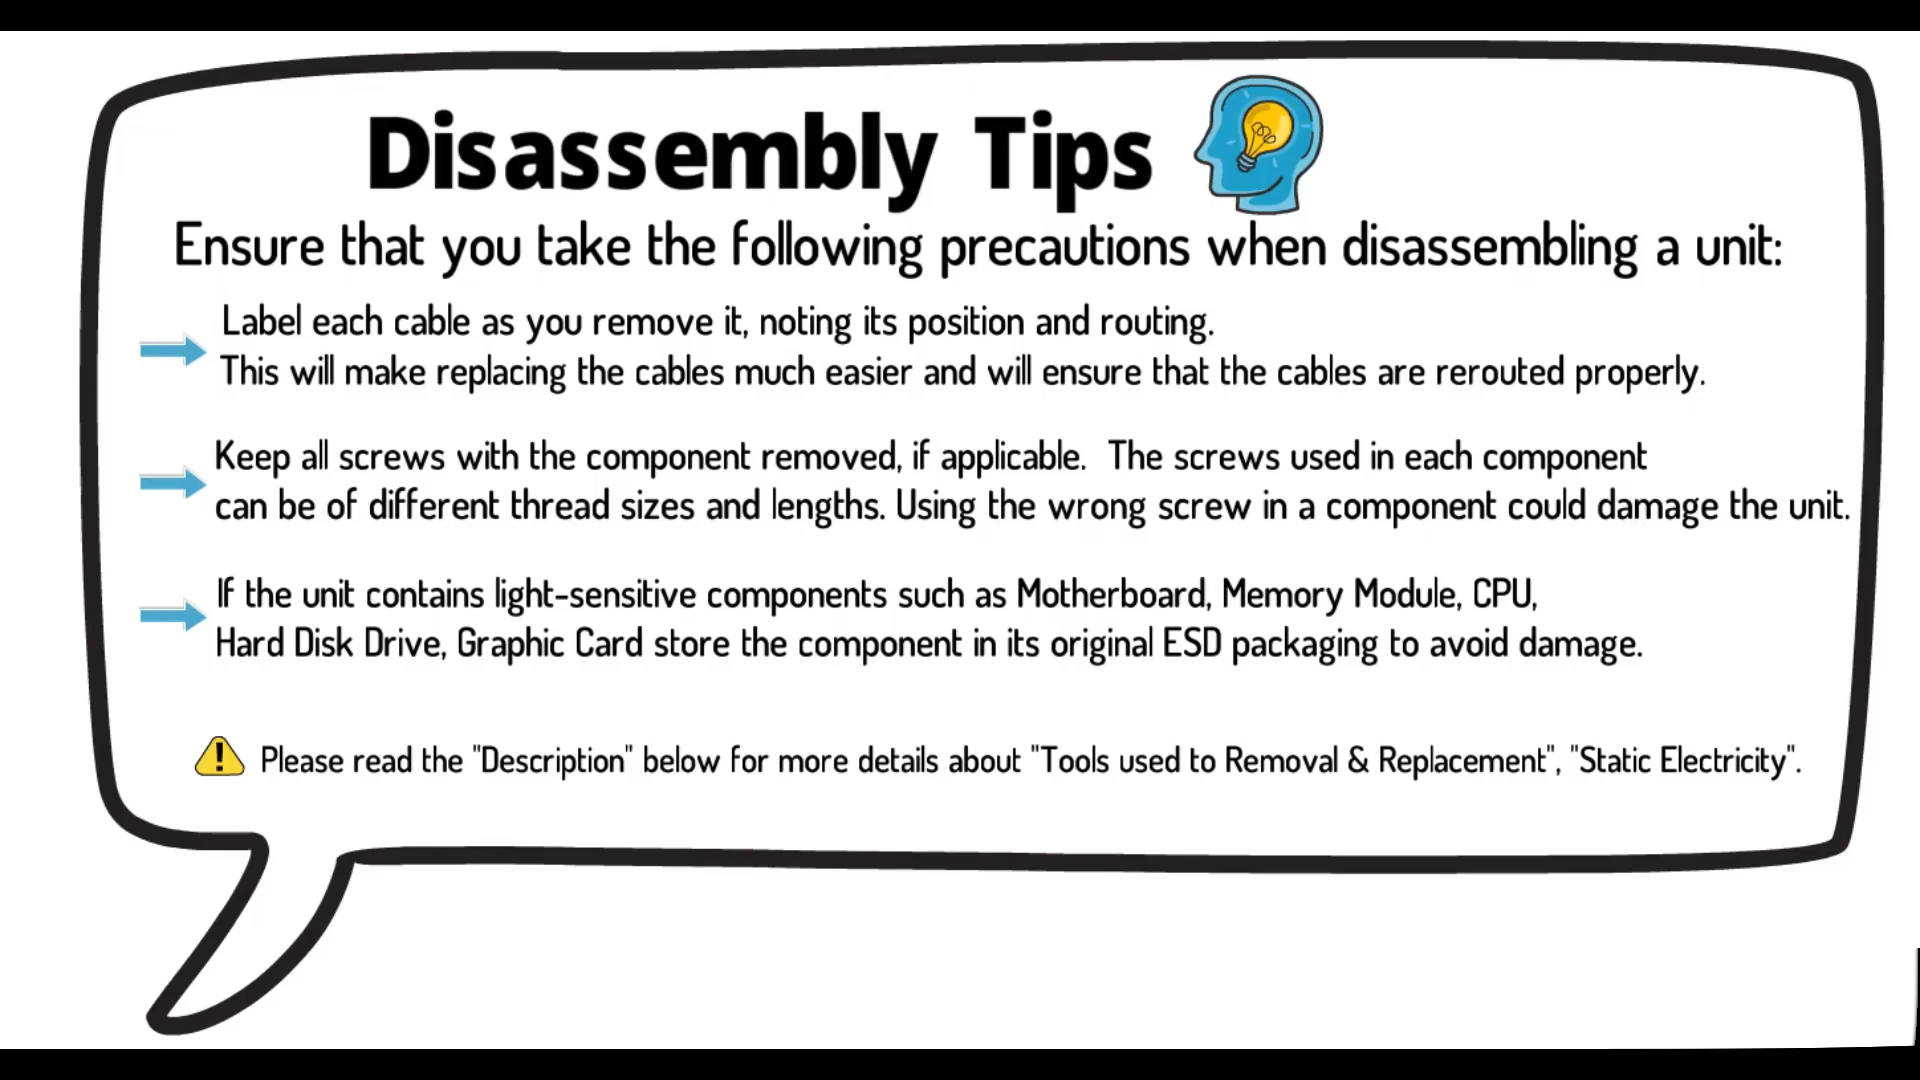 Disassembly Tips
Ensure that you take the following precautions when disassembling a unit:
Label each cable as you remove it, noting its position and routing.
This will make replacing the cables much easier and will ensure that the cables are rerouted properly.
Keep all screws with the component removed, if applicable. The screws used in each component
can be of different thread sizes and lengths. Using the wrong screw in a component could damage the unit.
If the unit contains light-sensitive components such as Motherboard, Memory Module, CPU,
Hard Disk Drive, Graphic Card store the component in its original ESD packaging to avoid damage.
Please read the "Description" below for more details about "Tools used to Removal & Replacement", "Static Electricity".